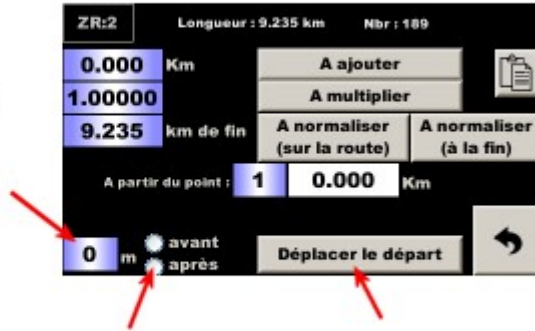 ZR:2 Longueur : 9.235 km Nbr : 189
0.000 Km A ajouter
1.00000 A multiplier
9.235 km de fin A normaliser (sur la route) A normaliser (à la fin)
A partir du point : 1 0.000 Km
avant
0 m après Déplacer le départ